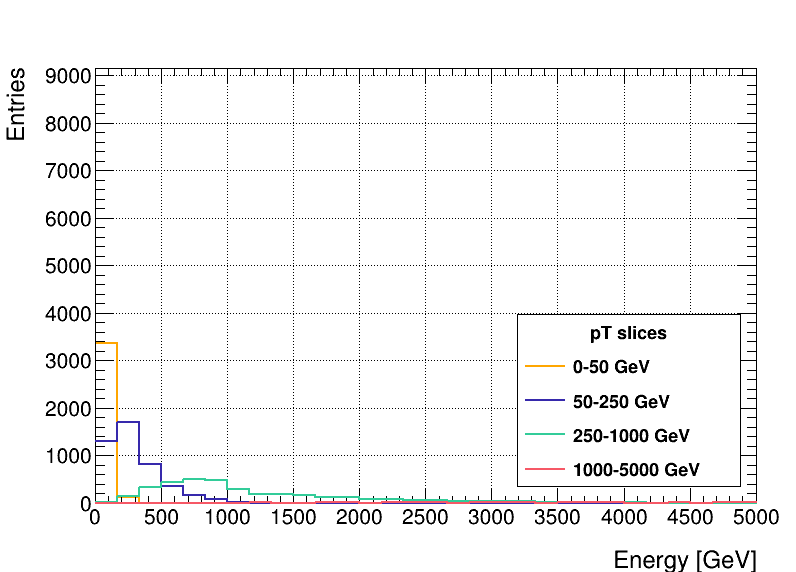 Entries
9000
8000
7000
6000
5000
4000
3000
2000
1000
0
pT slices
0-50 GeV
50-250 GeV
250-1000 GeV
1000-5000 GeV
0 500 1000 1500 2000 2500 3000 3500 4000 4500 5000
Energy [GeV]